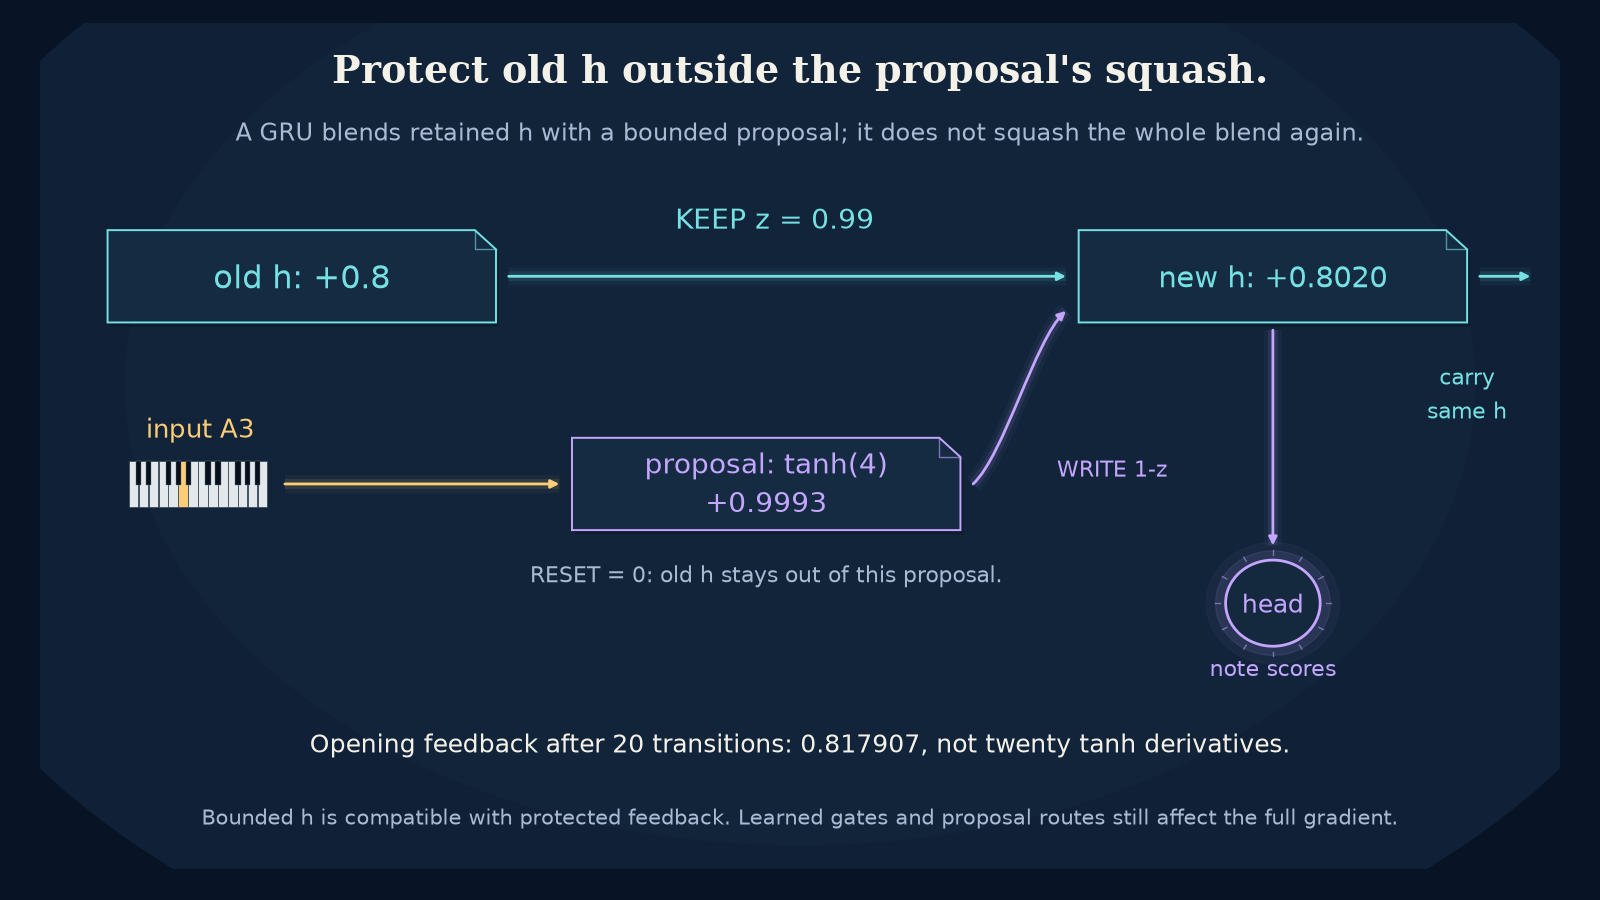 Protect old h outside the proposal's squash.
A GRU blends retained h with a bounded proposal; it does not squash the whole blend again.
KEEP z = 0.99
old h: +0.8
new h: +0.8020
carry
same h
input A3
proposal: tanh(4)
+0.9993
WRITE 1-z
RESET = 0: old h stays out of this proposal.
head
note scores
Opening feedback after 20 transitions: 0.817907, not twenty tanh derivatives.
Bounded h is compatible with protected feedback. Learned gates and proposal routes still affect the full gradient.